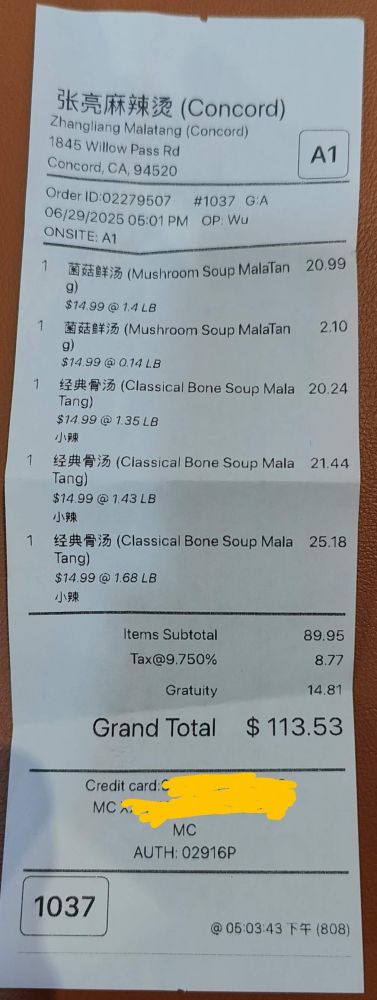 张亮麻辣烫 (Concord)
Zhangliang Malatang (Concord)
1845 Willow Pass Rd
Concord, CA, 94520
A1
Order ID:02279507 #1037 G:A
06/29/2025 05:01 PM OP: Wu
ONSITE: A1
1 菌菇鲜汤 (Mushroom Soup MalaTan 20.99
g)
$14.99 @ 1.4 LB
1 菌菇鲜汤 (Mushroom Soup MalaTan 2.10
g)
$14.99 @ 0.14 LB
1 经典骨汤 (Classical Bone Soup Mala 20.24
Tang)
$14.99 @ 1.35 LB
小辣
1 经典骨汤 (Classical Bone Soup Mala 21.44
Tang)
$14.99 @ 1.43 LB
小辣
1 经典骨汤 (Classical Bone Soup Mala 25.18
Tang)
$14.99 @ 1.68 LB
小辣
Items Subtotal 89.95
Tax@9.750% 8.77
Gratuity 14.81
Grand Total $ 113.53
Credit card:
MC
MC
AUTH: 02916P
1037
@ 05:03:43 下午 (808)